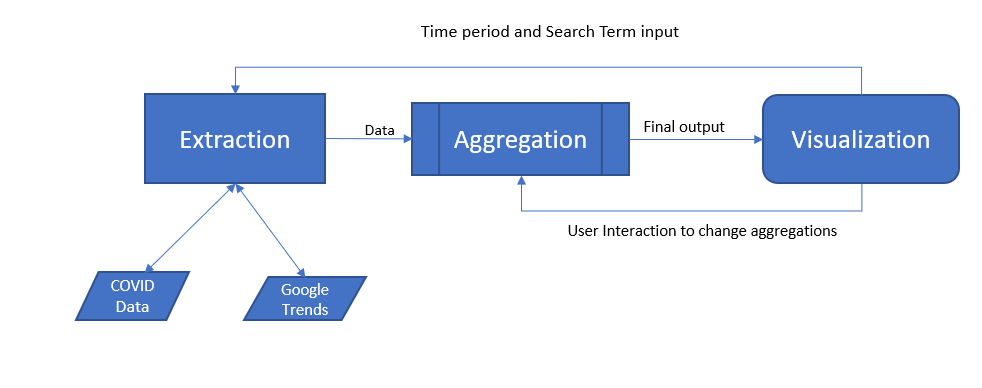 Time period and Search Term input
Extraction
Data
Aggregation
Final output
Visualization
User Interaction to change aggregations
COVID
Data
Google
Trends